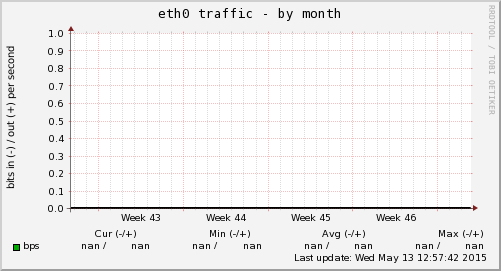 eth0 traffic - by month
RRDTOOL / TOBI OETIKER
bits in (-) / out (+) per second
1.0
0.9
0.8
0.7
0.6
0.5
0.4
0.3
0.2
0.1
0.0
Week 43 Week 44 Week 45 Week 46
Cur (-/+) Min (-/+) Avg (-/+) Max (-/+)
bps nan / nan nan / nan nan / nan nan / nan
Last update: Wed May 13 12:57:42 2015